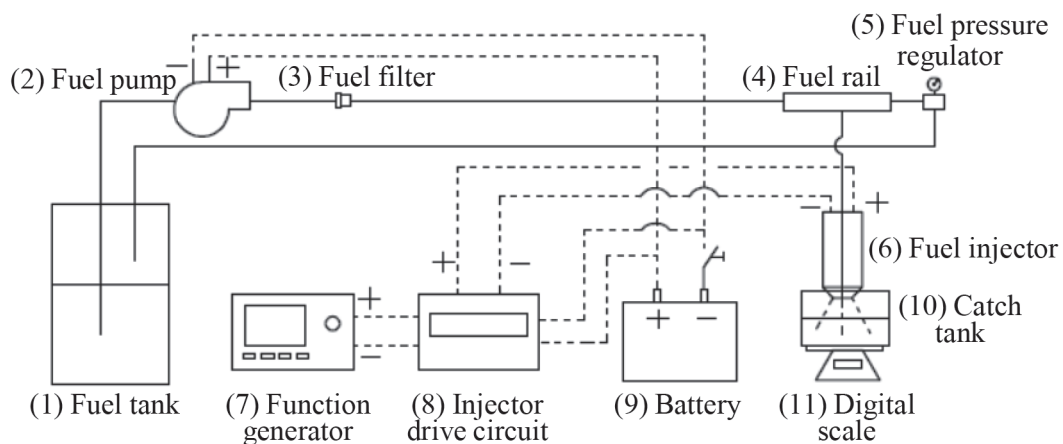 (5) Fuel pressure
regulator
(2) Fuel pump
− +
(3) Fuel filter
(4) Fuel rail
− +
(6) Fuel injector
+ −
+
−
+ −
(10) Catch
tank
(1) Fuel tank
(7) Function
generator
(8) Injector
drive circuit
(9) Battery
(11) Digital
scale